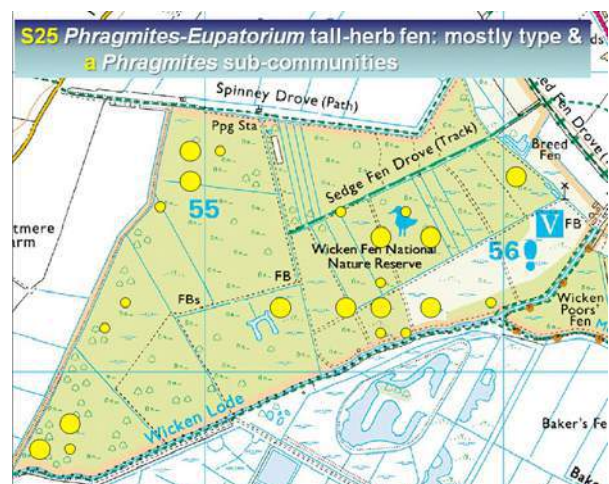 S25 Phragmites-Eupatorium tall-herb fen: mostly type &
a Phragmites sub-communities
Spinney Drove (Path)
Ppg Sta
Sedge Fen Drove (Track)
Breed
Fen
55
Wicken Fen National
Nature Reserve
V
FB
56
FB
FBs
Wicken
Poors'
Fen
Wicken Lode
Baker's Fe